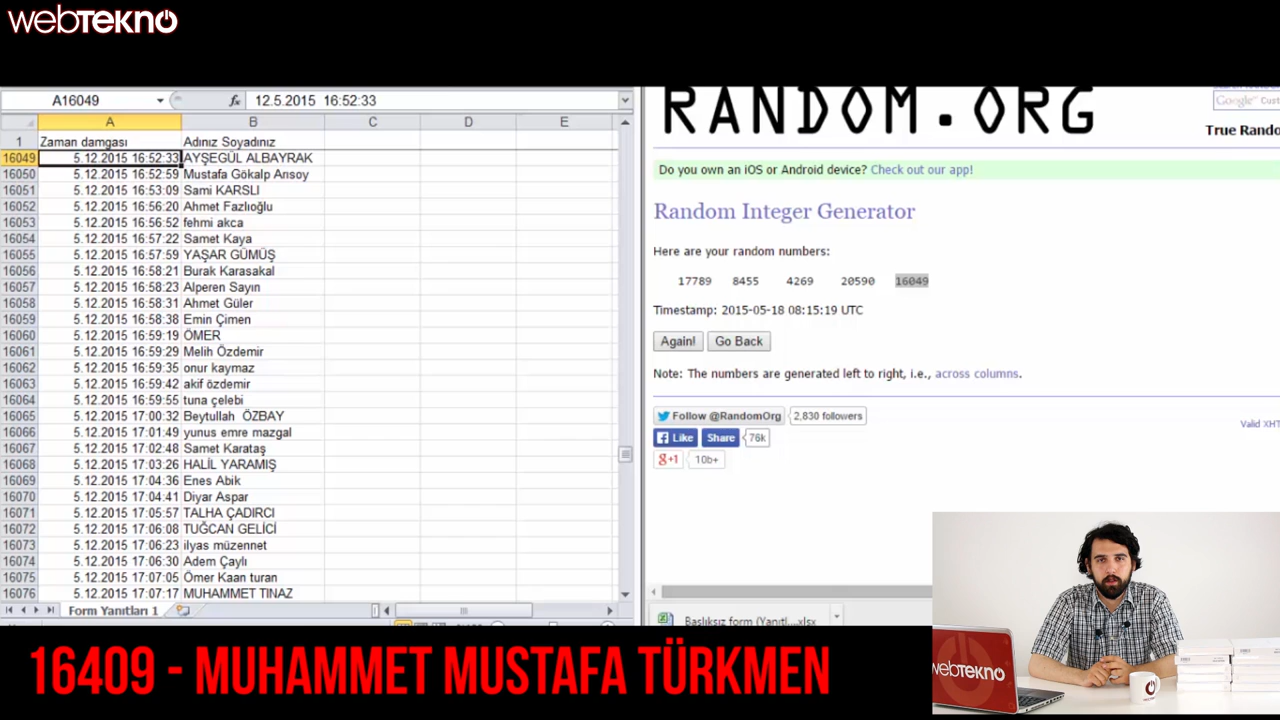 webtekno
A16049 fx 12.5.2015 16:52:33
A B C D E
1 Zaman damgası Adınız Soyadınız
16049 5.12.2015 16:52:33 AYŞEGÜL ALBAYRAK
16050 5.12.2015 16:52:59 Mustafa Gökalp Arısoy
16051 5.12.2015 16:53:09 Sami KARSLI
16052 5.12.2015 16:56:20 Ahmet Fazlıoğlu
16053 5.12.2015 16:56:52 fehmi akca
16054 5.12.2015 16:57:22 Samet Kaya
16055 5.12.2015 16:57:59 YAŞAR GÜMÜŞ
16056 5.12.2015 16:58:21 Burak Karasakal
16057 5.12.2015 16:58:23 Alperen Sayın
16058 5.12.2015 16:58:31 Ahmet Güler
16059 5.12.2015 16:58:38 Emin Çimen
16060 5.12.2015 16:59:19 ÖMER
16061 5.12.2015 16:59:29 Melih Özdemir
16062 5.12.2015 16:59:35 onur kaymaz
16063 5.12.2015 16:59:42 akif özdemir
16064 5.12.2015 16:59:55 tuna çelebi
16065 5.12.2015 17:00:32 Beytullah ÖZBAY
16066 5.12.2015 17:01:49 yunus emre mazgal
16067 5.12.2015 17:02:48 Samet Karataş
16068 5.12.2015 17:03:26 HALİL YARAMIŞ
16069 5.12.2015 17:04:36 Enes Abik
16070 5.12.2015 17:04:41 Diyar Aspar
16071 5.12.2015 17:05:57 TALHA ÇADIRCI
16072 5.12.2015 17:06:08 TUĞCAN GELİCİ
16073 5.12.2015 17:06:23 ilyas müzennet
16074 5.12.2015 17:06:30 Adem Çaylı
16075 5.12.2015 17:07:05 Ömer Kaan turan
16076 5.12.2015 17:07:17 MUHAMMET TINAZ
Form Yanıtları 1
RANDOM.ORG
Google Cust
True Rando
Do you own an iOS or Android device? Check out our app!
Random Integer Generator
Here are your random numbers:
17789 8455 4269 20590 16049
Timestamp: 2015-05-18 08:15:19 UTC
Again! Go Back
Note: The numbers are generated left to right, i.e., across columns.
Follow @RandomOrg 2,830 followers
Like Share 76k
Valid XHT
g+1 10b+
Başlıksız form (Yanıtl....xlsx
webtekno
16409 - MUHAMMET MUSTAFA TÜRKMEN